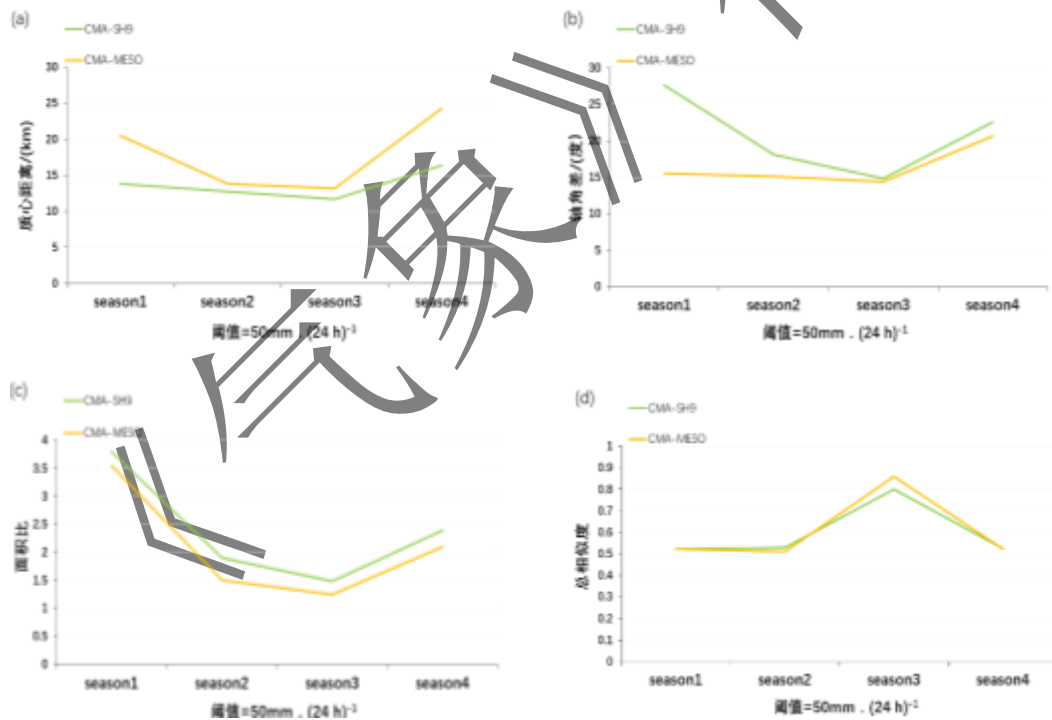 (a)
CMA-SH9
CMA-MESO
30
25
20
15
10
5
0
质心距离/(km)
season1 season2 season3 season4
阈值=50mm . (24 h)⁻¹
(b)
CMA-SH9
CMA-MESO
30
25
20
15
10
5
0
轴角差/(度)
season1 season2 season3 season4
阈值=50mm . (24 h)⁻¹
(c)
CMA-SH9
CMA-MESO
4
3.5
3
2.5
2
1.5
1
0.5
0
面积比
season1 season2 season3 season4
阈值=50mm . (24 h)⁻¹
(d)
CMA-SH9
CMA-MESO
1
0.9
0.8
0.7
0.6
0.5
0.4
0.3
0.2
0.1
0
总相似度
season1 season2 season3 season4
阈值=50mm . (24 h)⁻¹
《气象》